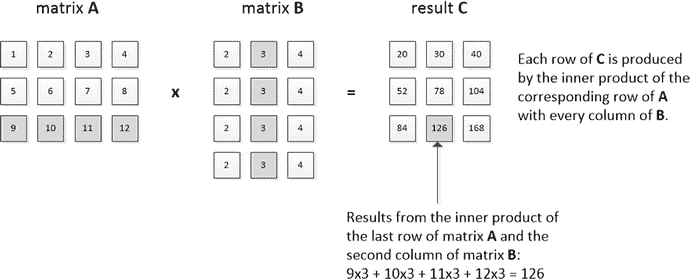 matrix A
matrix B
result C
1 2 3 4
5 6 7 8
9 10 11 12
x
2 3 4
2 3 4
2 3 4
2 3 4
=
20 30 40
52 78 104
84 126 168
Each row of C is produced
by the inner product of the
corresponding row of A
with every column of B.
Results from the inner product of
the last row of matrix A and the
second column of matrix B:
9x3 + 10x3 + 11x3 + 12x3 = 126